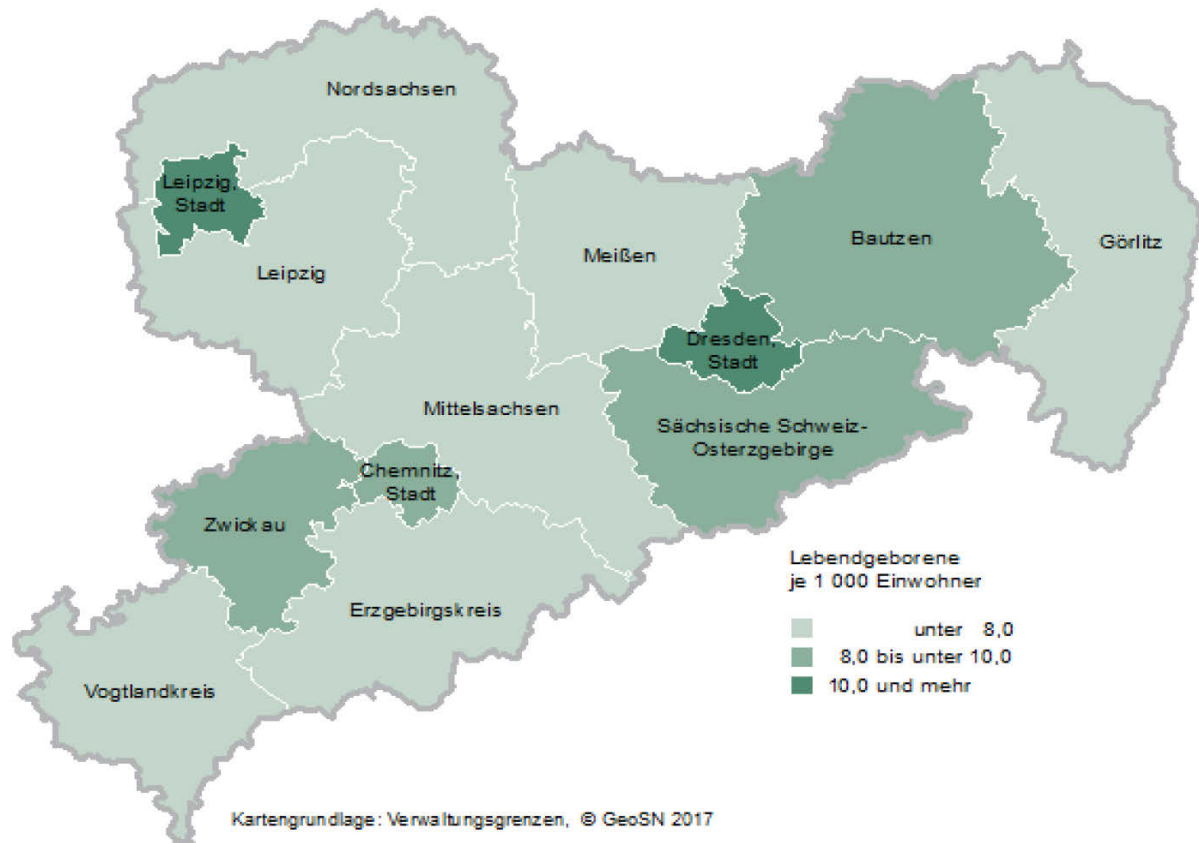 Nordsachsen
Leipzig,
Stadt
Leipzig
Meißen
Bautzen
Görlitz
Dresden,
Stadt
Mittelsachsen
Sächsische Schweiz-
Osterzgebirge
Chemnitz,
Stadt
Zwickau
Erzgebirgskreis
Vogtlandkreis
Lebendgeborene
je 1 000 Einwohner
unter 8,0
8,0 bis unter 10,0
10,0 und mehr
Kartengrundlage: Verwaltungsgrenzen, © GeoSN 2017